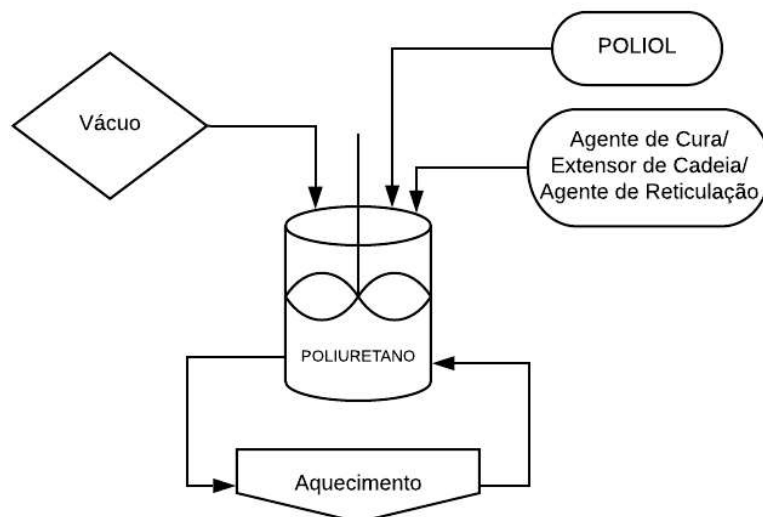 POLIOL
Vácuo
Agente de Cura/
Extensor de Cadeia/
Agente de Reticulação
POLIURETANO
Aquecimento